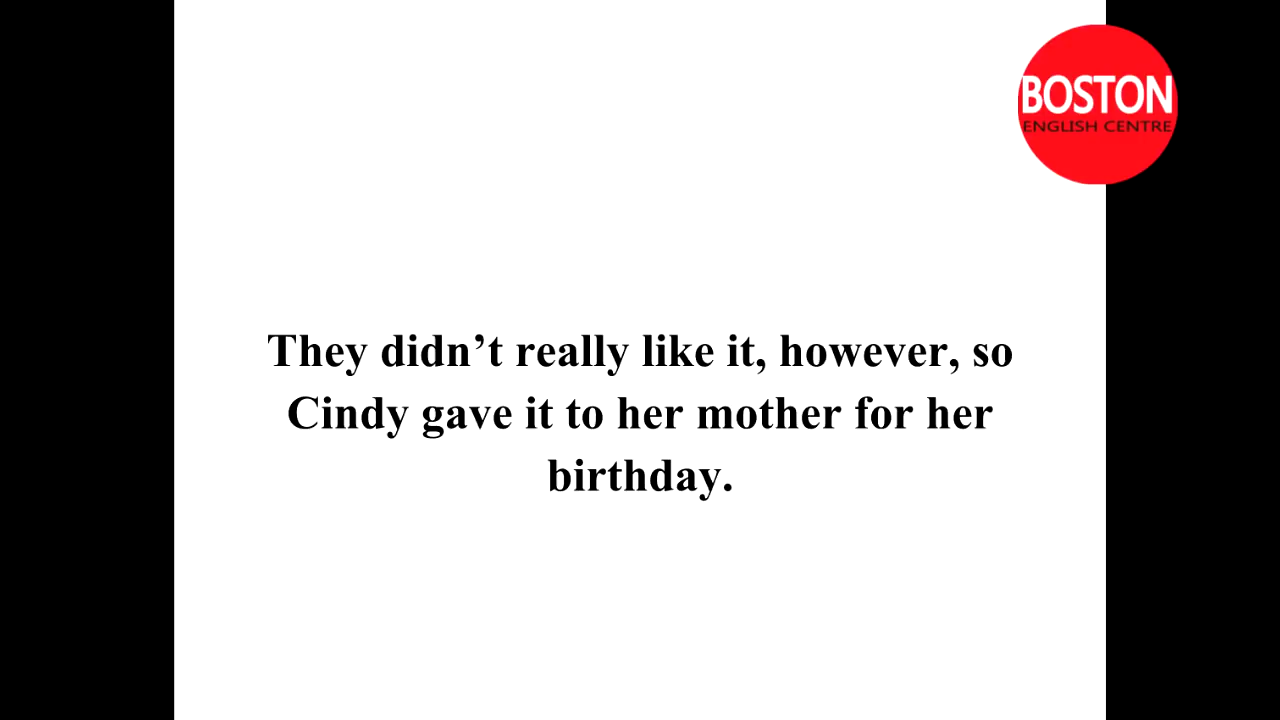 BOSTON
ENGLISH CENTRE
They didn’t really like it, however, so
Cindy gave it to her mother for her
birthday.